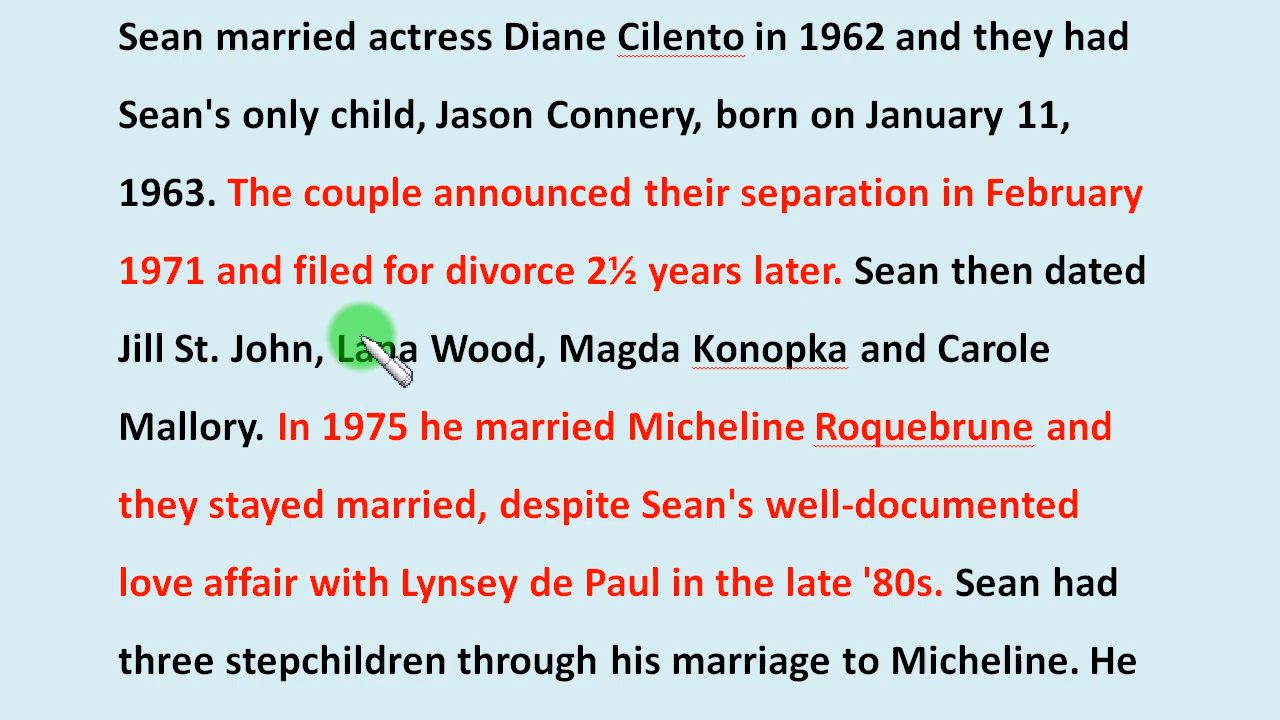 Sean married actress Diane Cilento in 1962 and they had
Sean's only child, Jason Connery, born on January 11,
1963. The couple announced their separation in February
1971 and filed for divorce 2½ years later. Sean then dated
Jill St. John, Lana Wood, Magda Konopka and Carole
Mallory. In 1975 he married Micheline Roquebrune and
they stayed married, despite Sean's well-documented
love affair with Lynsey de Paul in the late '80s. Sean had
three stepchildren through his marriage to Micheline. He